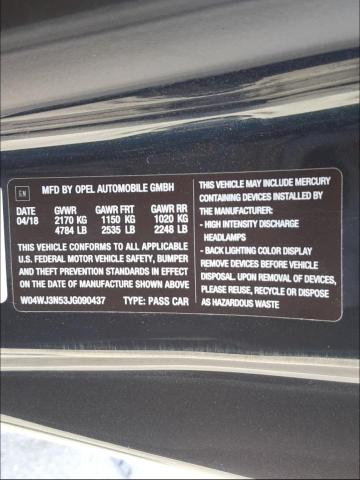 GM
MFD BY OPEL AUTOMOBILE GMBH
DATE GVWR GAWR FRT GAWR RR
04/18 2170 KG 1150 KG 1020 KG
4784 LB 2535 LB 2248 LB
THIS VEHICLE CONFORMS TO ALL APPLICABLE
U.S. FEDERAL MOTOR VEHICLE SAFETY, BUMPER
AND THEFT PREVENTION STANDARDS IN EFFECT
ON THE DATE OF MANUFACTURE SHOWN ABOVE
W04WJ3N53JG090437 TYPE: PASS CAR
THIS VEHICLE MAY INCLUDE MERCURY
CONTAINING DEVICES INSTALLED BY
THE MANUFACTURER:
- HIGH INTENSITY DISCHARGE
HEADLAMPS
- BACK LIGHTING COLOR DISPLAY
REMOVE DEVICES BEFORE VEHICLE
DISPOSAL. UPON REMOVAL OF DEVICES,
PLEASE REUSE, RECYCLE OR DISPOSE
AS HAZARDOUS WASTE